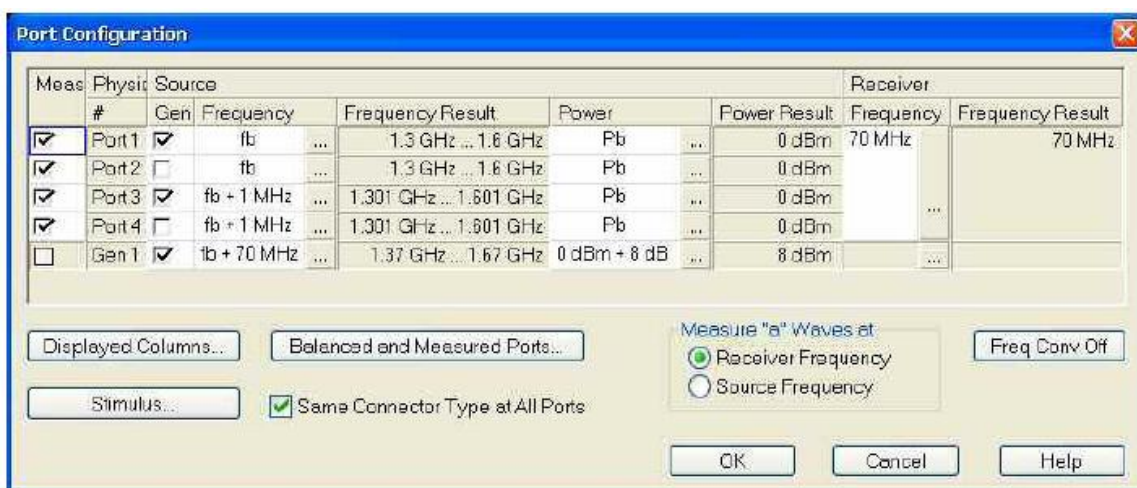 Port Configuration
Meas Physic Source Receiver
# Gen Frequency Frequency Result Power Power Result Frequency Frequency Result
Port 1 fb ... 1.3 GHz ... 1.6 GHz Pb ... 0 dBm 70 MHz 70 MHz
Port 2 fb ... 1.3 GHz ... 1.6 GHz Pb ... 0 dBm
Port 3 fb + 1 MHz ... 1.301 GHz ... 1.601 GHz Pb ... 0 dBm ...
Port 4 fb + 1 MHz ... 1.301 GHz ... 1.601 GHz Pb ... 0 dBm
Gen 1 fb + 70 MHz ... 1.37 GHz ... 1.67 GHz 0 dBm + 8 dB ... 8 dBm ...
Displayed Columns... Balanced and Measured Ports... Measure "a" Waves at Freq Conv Off
Receiver Frequency
Stimulus... Same Connector Type at All Ports Source Frequency
OK Cancel Help